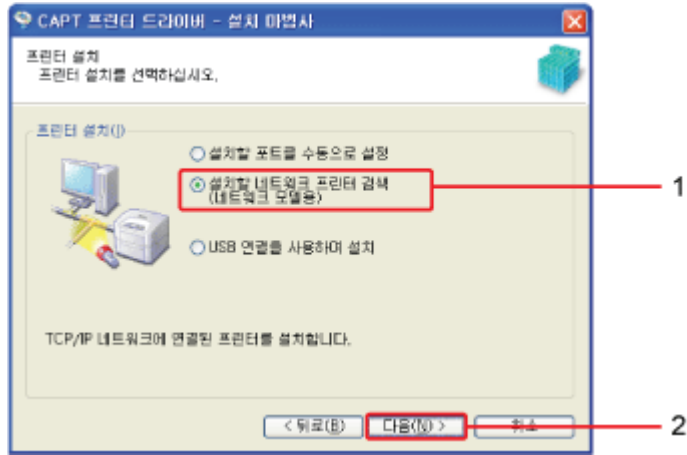 CAPT 프린터 드라이버 - 설치 마법사
프린터 설치
프린터 설치를 선택하십시오.
프린터 설치(I)
설치할 포트를 수동으로 설정
설치할 네트워크 프린터 검색
(네트워크 모델용)
1
USB 연결을 사용하여 설치
TCP/IP 네트워크에 연결된 프린터를 설치합니다.
< 뒤로(B) 다음(N) > 취소
2